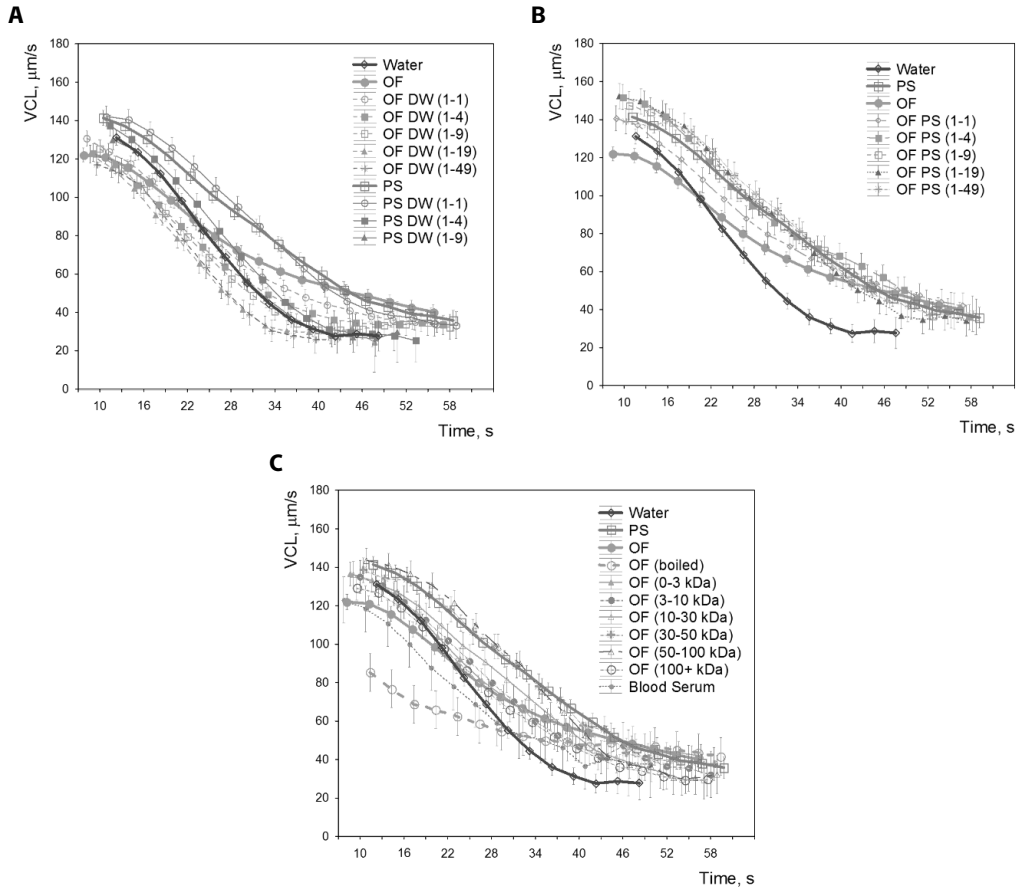 A
VCL, µm/s
180
160
140
120
100
80
60
40
20
0
10 16 22 28 34 40 46 52 58
Time, s
Water
OF
OF DW (1-1)
OF DW (1-4)
OF DW (1-9)
OF DW (1-19)
OF DW (1-49)
PS
PS DW (1-1)
PS DW (1-4)
PS DW (1-9)
B
VCL, µm/s
180
160
140
120
100
80
60
40
20
0
10 16 22 28 34 40 46 52 58
Time, s
Water
PS
OF
OF PS (1-1)
OF PS (1-4)
OF PS (1-9)
OF PS (1-19)
OF PS (1-49)
C
VCL, µm/s
180
160
140
120
100
80
60
40
20
0
10 16 22 28 34 40 46 52 58
Time, s
Water
PS
OF
OF (boiled)
OF (0-3 kDa)
OF (3-10 kDa)
OF (10-30 kDa)
OF (30-50 kDa)
OF (50-100 kDa)
OF (100+ kDa)
Blood Serum